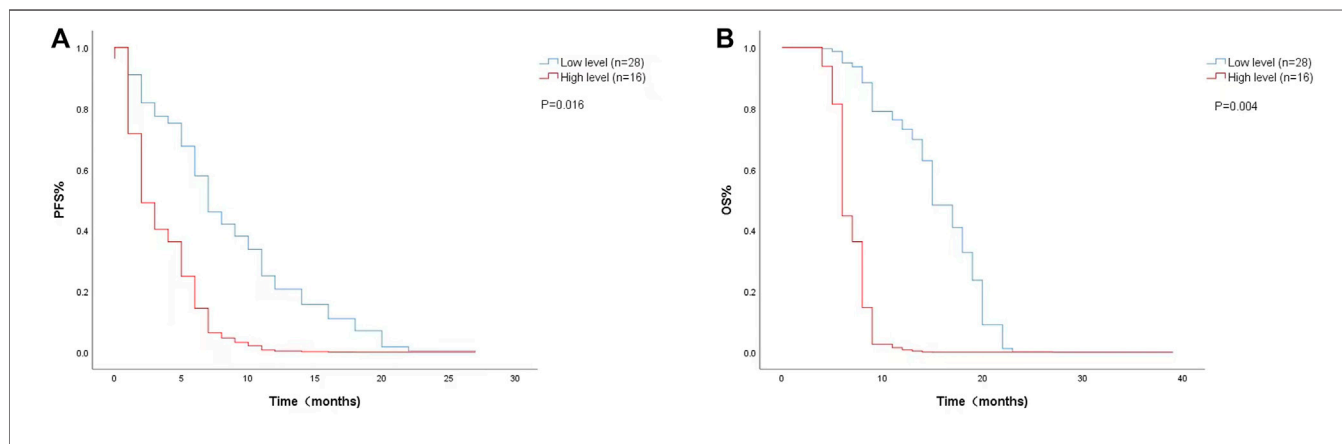 A
Low level (n=28)
High level (n=16)
P=0.016
PFS%
1.0
0.8
0.6
0.4
0.2
0.0
0 5 10 15 20 25 30
Time（months)
B
Low level (n=28)
High level (n=16)
P=0.004
OS%
1.0
0.8
0.6
0.4
0.2
0.0
0 10 20 30 40
Time（months)